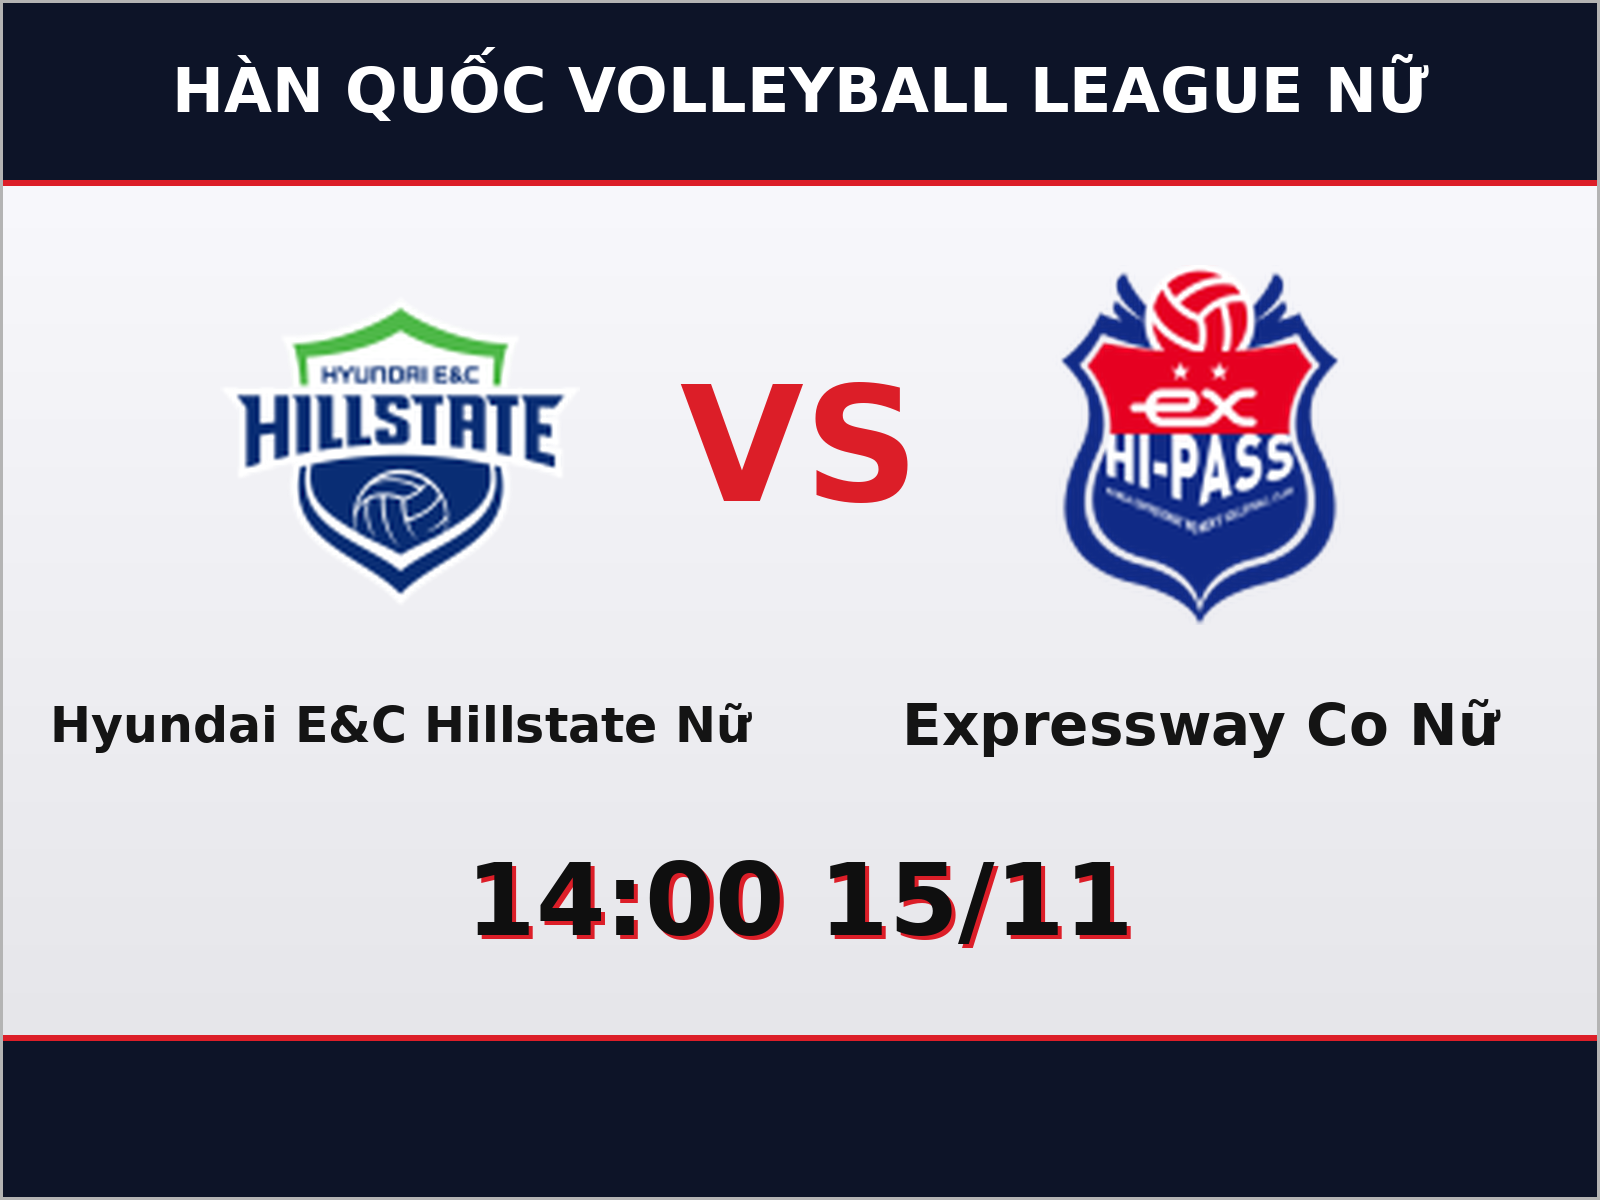 HÀN QUỐC VOLLEYBALL LEAGUE NỮ
HYUNDAI E&C
HILLSTATE
VS
ex
HI-PASS
Hyundai E&C Hillstate Nữ
Expressway Co Nữ
14:00 15/11